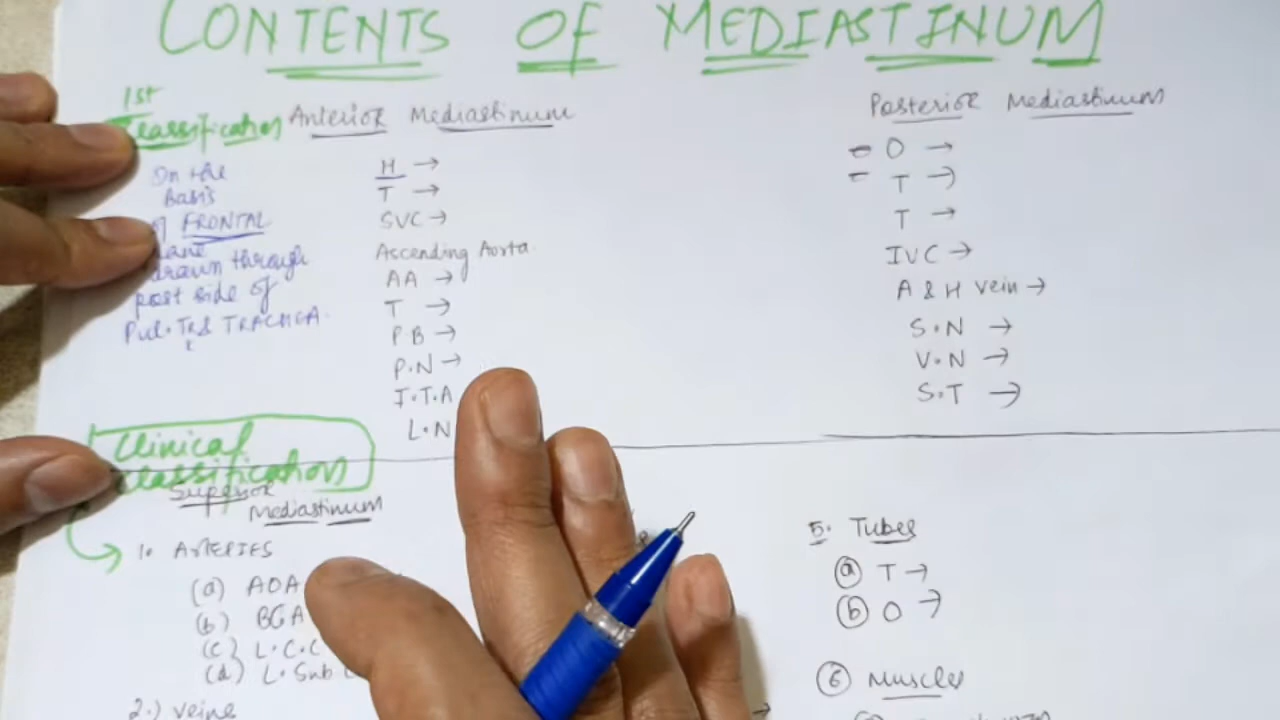 CONTENTS OF MEDIASTINUM
1st
Classification
On the
Basis
of FRONTAL
drawn through
post side of
Pul. Tr & TRACHEA.
Anterior Mediastinum
H →
T →
SVC →
Ascending Aorta.
AA →
T →
PB →
P.N →
I.T.A
L.N
Posterior Mediastinum
- O →
- T →
T →
IVC →
A & H vein →
S.N →
V.N →
S.T →
Clinical
Classification
Superior
Mediastinum
1. ARTERIES
(a) AOA
(b) BCA
(c) L.C.C
(d) L.Sub
2.) veins
5. Tubes
(a) T →
(b) O →
(6) Muscles